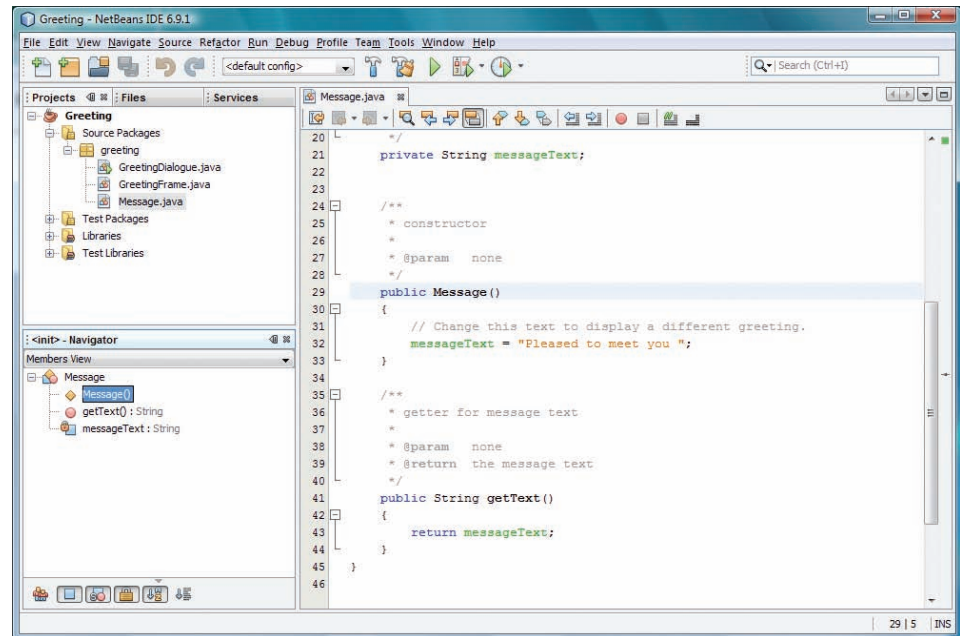 Greeting - NetBeans IDE 6.9.1
File Edit View Navigate Source Refactor Run Debug Profile Team Tools Window Help
<default config>
Search (Ctrl+I)
Projects Files Services
Greeting
Source Packages
greeting
GreetingDialogue.java
GreetingFrame.java
Message.java
Test Packages
Libraries
Test Libraries
<init> - Navigator
Members View
Message
Message()
getText() : String
messageText : String
Message.java
20 */
21 private String messageText;
22
23
24 /**
25 * constructor
26 *
27 * @param none
28 */
29 public Message()
30 {
31 // Change this text to display a different greeting.
32 messageText = "Pleased to meet you ";
33 }
34
35 /**
36 * getter for message text
37 *
38 * @param none
39 * @return the message text
40 */
41 public String getText()
42 {
43 return messageText;
44 }
45 }
46
29 | 5 INS